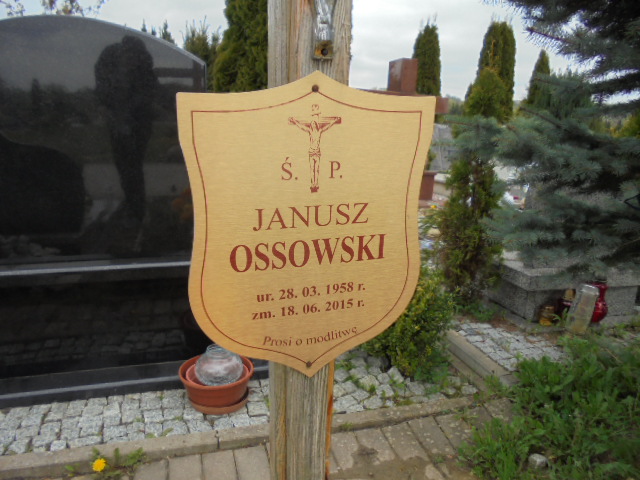 Ś. P.
JANUSZ
OSSOWSKI
ur. 28. 03. 1958 r.
zm. 18. 06. 2015 r.
Prosi o modlitwę